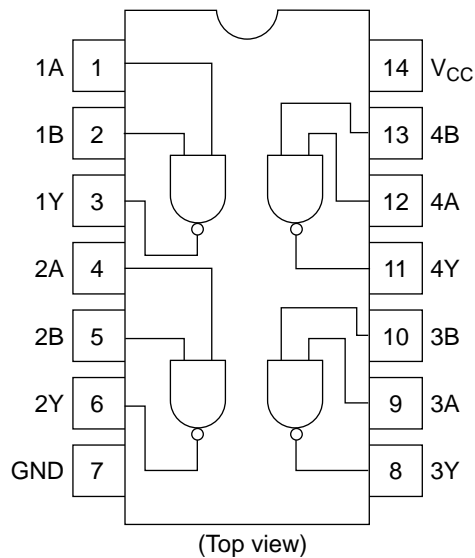 1A 1 14 VCC
1B 2 13 4B
1Y 3 12 4A
2A 4 11 4Y
2B 5 10 3B
2Y 6 9 3A
GND 7 8 3Y
(Top view)